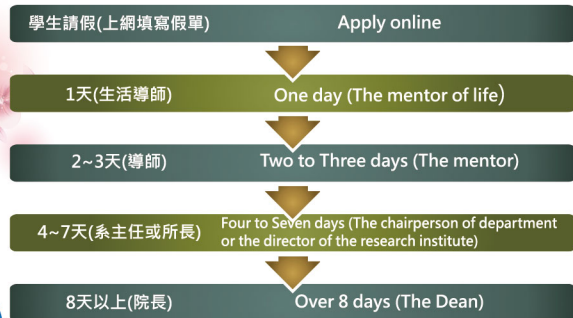 學生請假(上網填寫假單) Apply online
1天(生活導師) One day (The mentor of life)
2~3天(導師) Two to Three days (The mentor)
4~7天(系主任或所長) Four to Seven days (The chairperson of department
or the director of the research institute)
8天以上(院長) Over 8 days (The Dean)